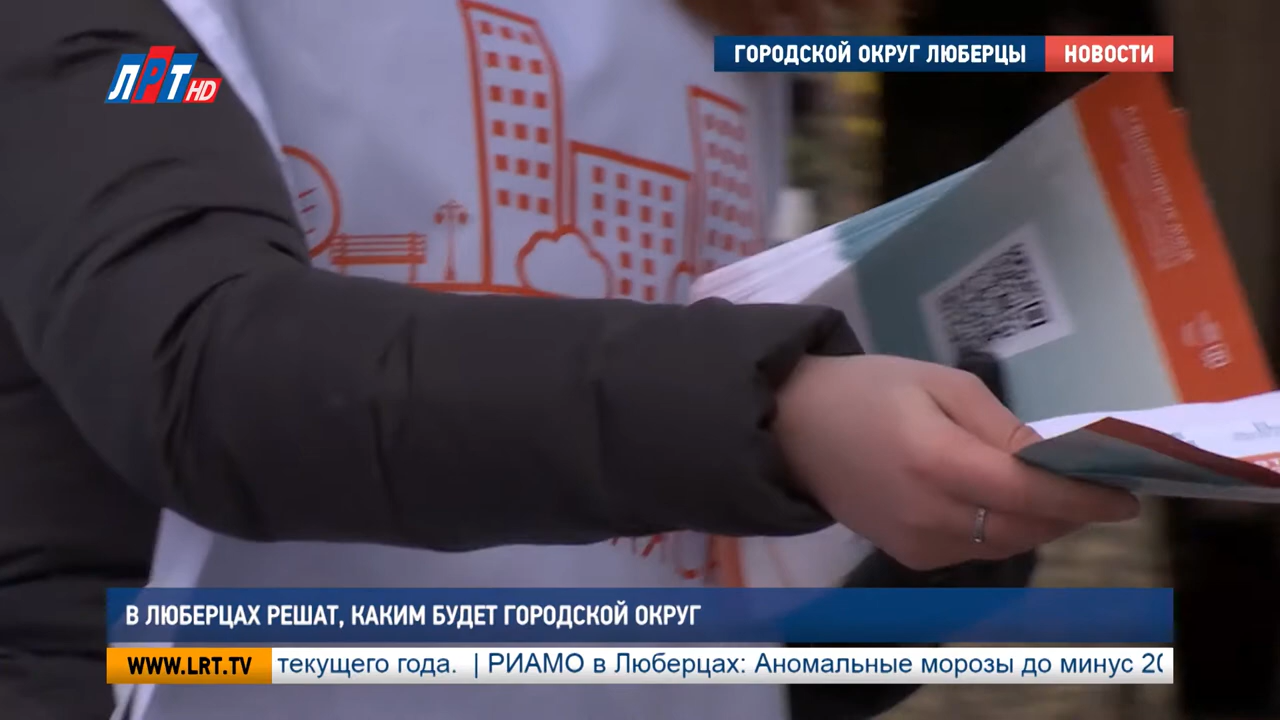 ЛРТ HD
ГОРОДСКОЙ ОКРУГ ЛЮБЕРЦЫ НОВОСТИ
В ЛЮБЕРЦАХ РЕШАТ, КАКИМ БУДЕТ ГОРОДСКОЙ ОКРУГ
WWW.LRT.TV текущего года. | РИАМО в Люберцах: Аномальные морозы до минус 20